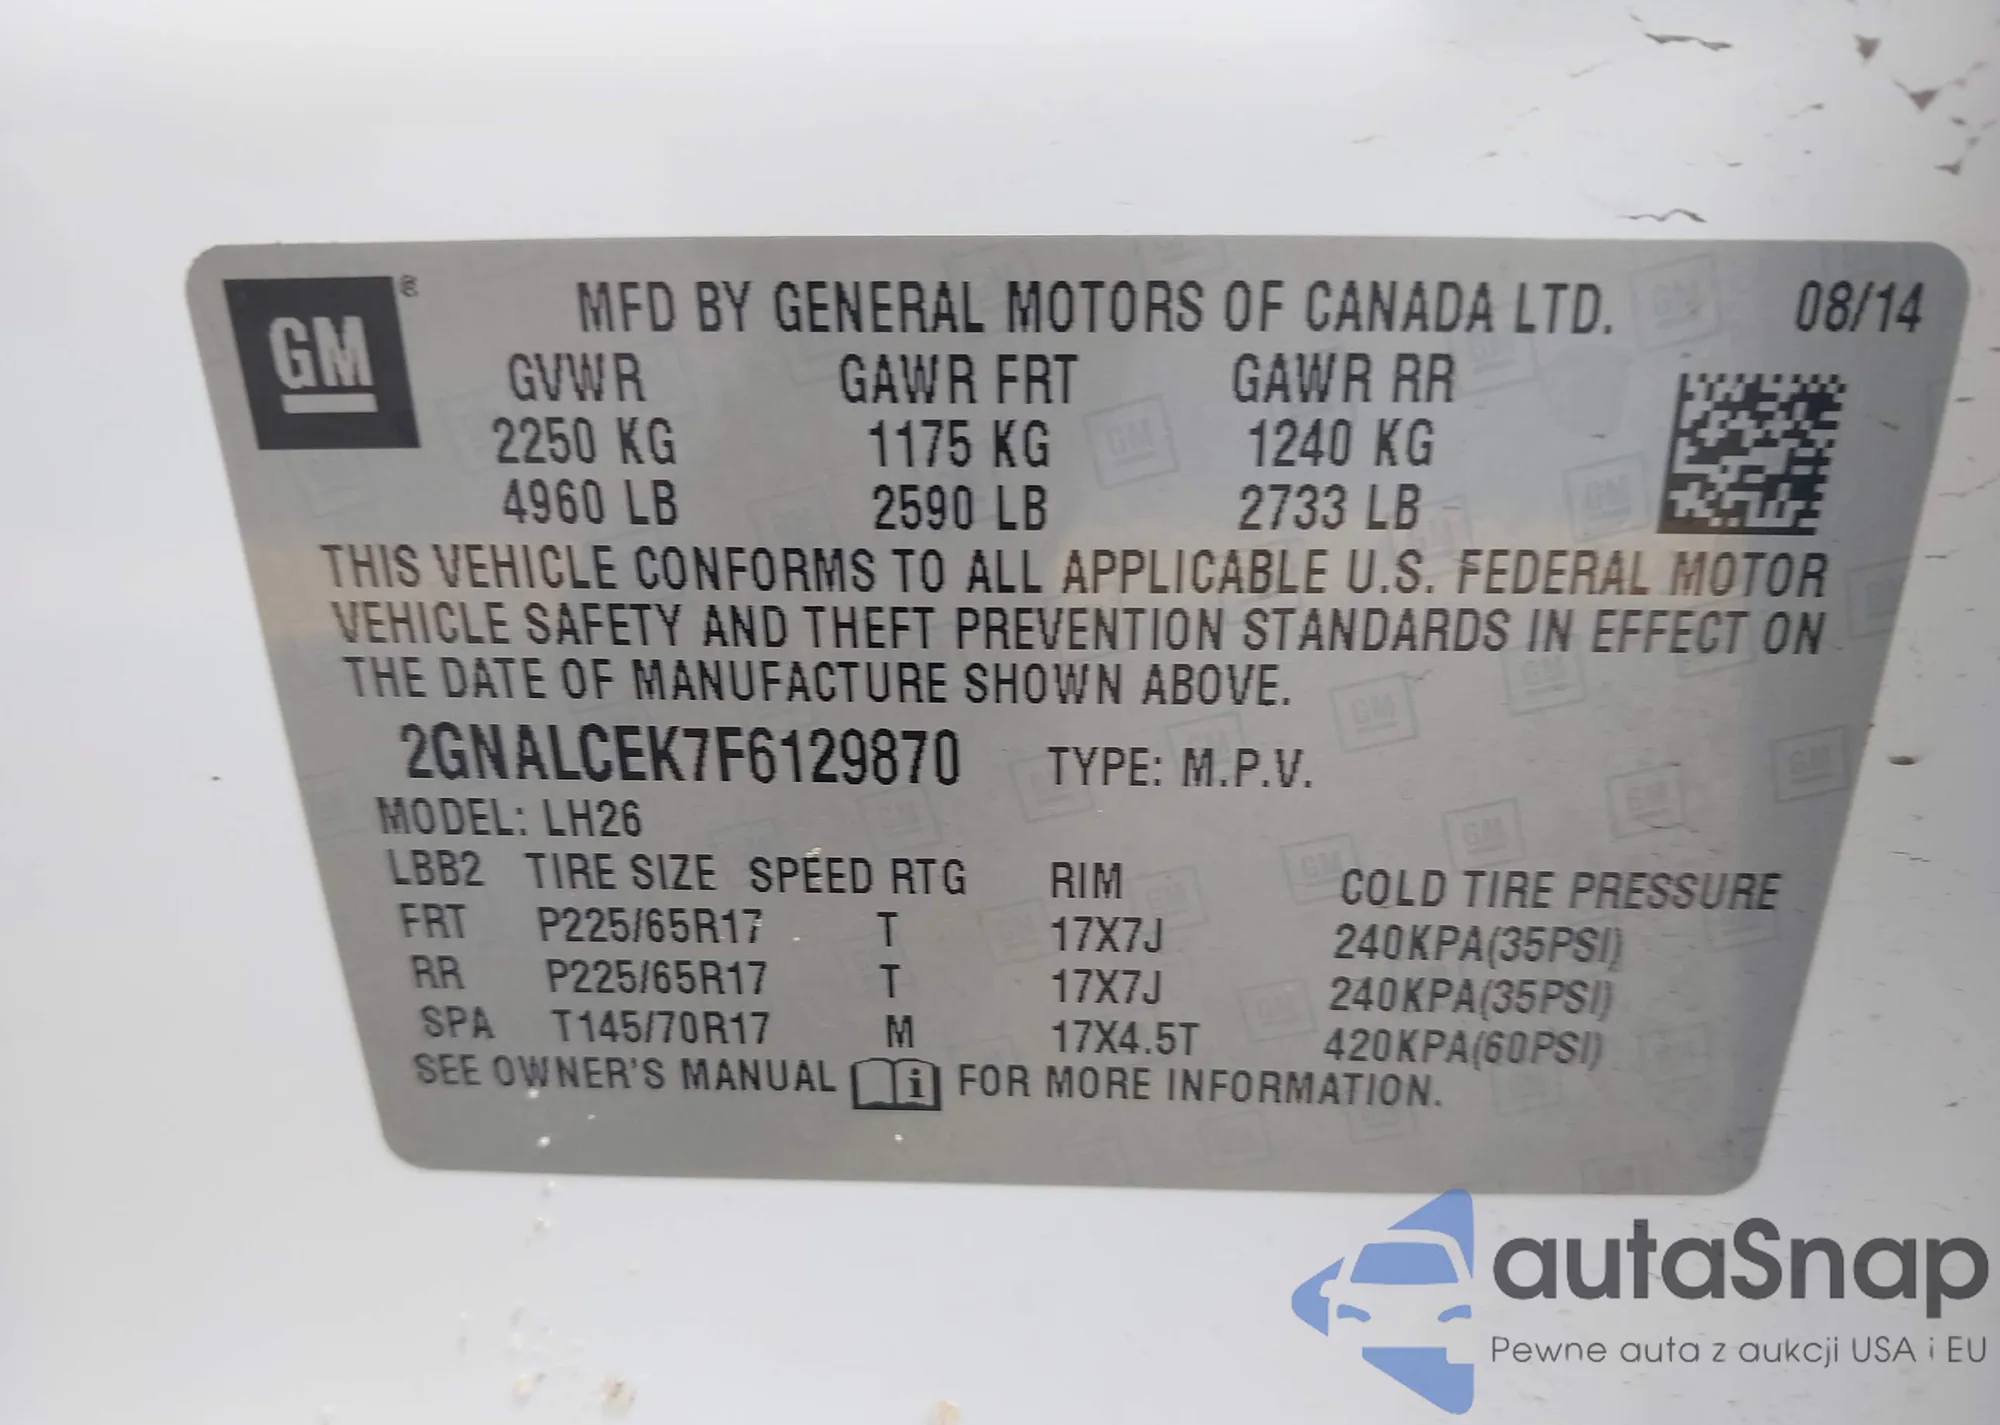 GM ®
MFD BY GENERAL MOTORS OF CANADA LTD. 08/14
GVWR GAWR FRT GAWR RR
2250 KG 1175 KG 1240 KG
4960 LB 2590 LB 2733 LB
THIS VEHICLE CONFORMS TO ALL APPLICABLE U.S. FEDERAL MOTOR
VEHICLE SAFETY AND THEFT PREVENTION STANDARDS IN EFFECT ON
THE DATE OF MANUFACTURE SHOWN ABOVE.
2GNALCEK7F6129870 TYPE: M.P.V.
MODEL: LH26
LBB2 TIRE SIZE SPEED RTG RIM COLD TIRE PRESSURE
FRT P225/65R17 T 17X7J 240KPA(35PSI)
RR P225/65R17 T 17X7J 240KPA(35PSI)
SPA T145/70R17 M 17X4.5T 420KPA(60PSI)
SEE OWNER'S MANUAL i FOR MORE INFORMATION.
autaSnap
Pewne auta z aukcji USA i EU